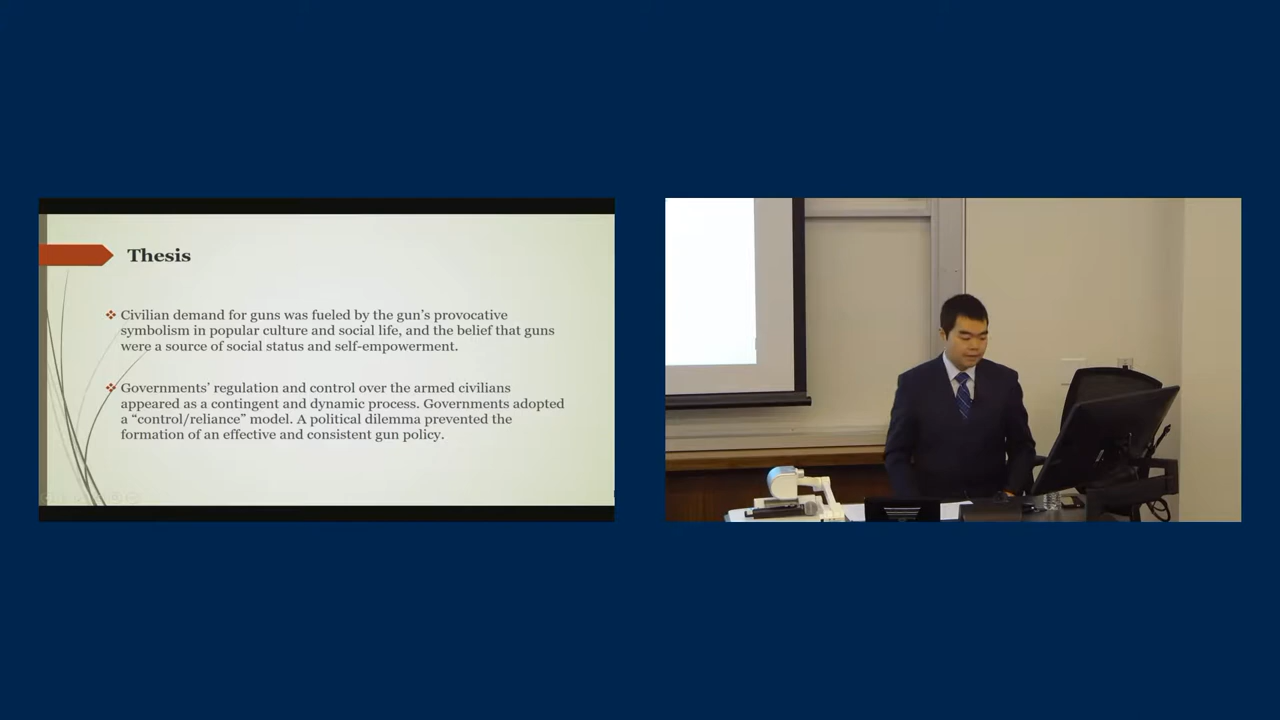 Thesis
Civilian demand for guns was fueled by the gun's provocative
symbolism in popular culture and social life, and the belief that guns
were a source of social status and self-empowerment.
Governments' regulation and control over the armed civilians
appeared as a contingent and dynamic process. Governments adopted
a “control/reliance” model. A political dilemma prevented the
formation of an effective and consistent gun policy.